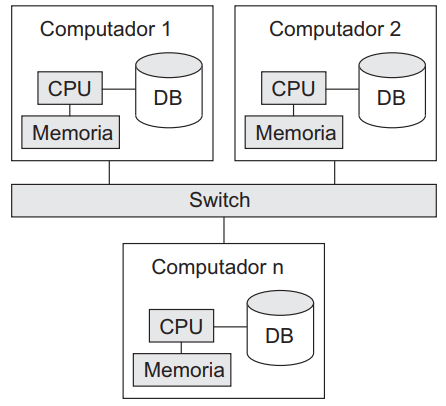 Computador 1
CPU
DB
Memoria
Computador 2
CPU
DB
Memoria
Switch
Computador n
CPU
DB
Memoria